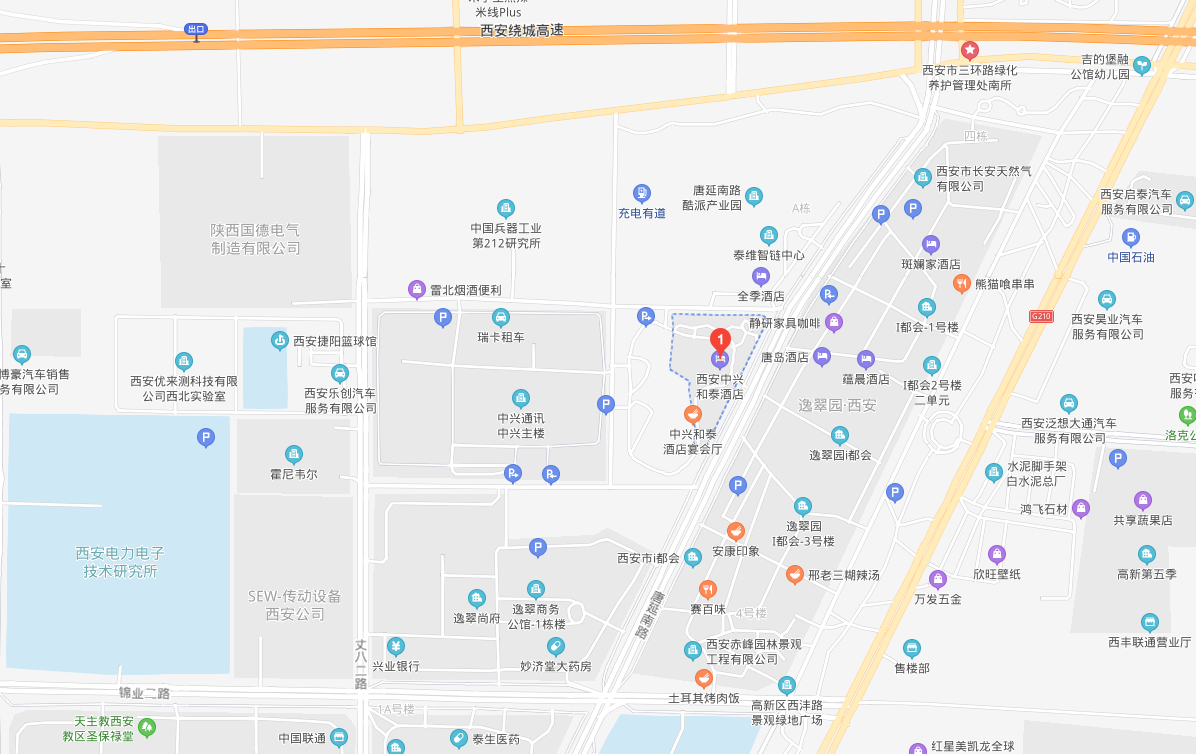 米线Plus
出口
西安绕城高速
西安市三环路绿化
养护管理处南所
吉的堡融
公馆幼儿园
四栋
西安市长安天然气
有限公司
西安启泰汽车
服务有限公司
唐延南路
酷派产业园
A栋
充电有道
中国兵器工业
第212研究所
陕西国德电气
制造有限公司
泰维智链中心
斑斓家酒店
中国石油
室
雷北烟酒便利
全季酒店
熊猫喰串串
G210
西安昊业汽车
服务有限公司
静研家具咖啡
I都会-1号楼
瑞卡租车
西安捷阳篮球馆
1
唐岛酒店
蕴晨酒店
博豪汽车销售
务有限公司
西安优来测科技有限
公司西北实验室
西安乐创汽车
服务有限公司
西安中兴
和泰酒店
I都会2号楼
二单元
逸翠园·西安
中兴通讯
中兴主楼
中兴和泰
酒店宴会厅
西安泛想大通汽车
服务有限公司
洛克公
逸翠园i都会
霍尼韦尔
水泥脚手架
白水泥总厂
鸿飞石材
共享蔬果店
逸翠园
I都会-3号楼
西安电力电子
技术研究所
安康印象
西安市i都会
邢老三糊辣汤
欣旺壁纸
高新第五季
万发五金
SEW-传动设备
西安公司
逸翠尚府
逸翠商务
公馆-1栋楼
唐延南路
赛百味
4号楼
西丰联通营业厅
丈八二路
兴业银行
妙济堂大药房
西安赤峰园林景观
工程有限公司
售楼部
锦业二路
土耳其烤肉饭
1A号楼
高新区西沣路
景观绿地广场
天主教西安
教区圣保禄堂
中国联通
泰生医药
红星美凯龙全球